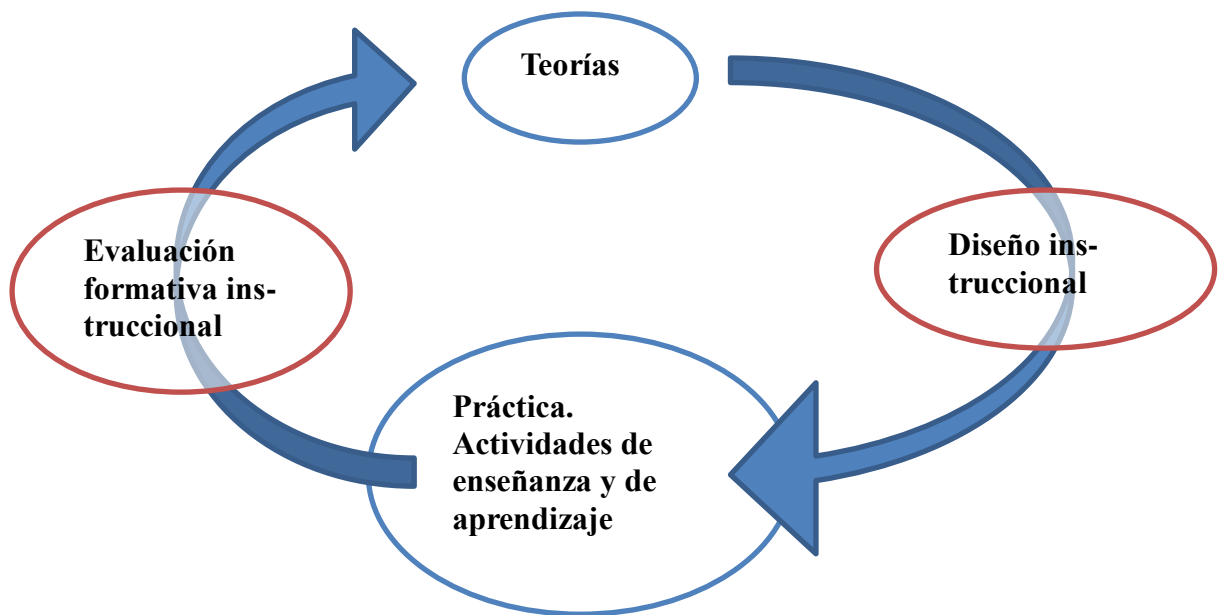 Teorías
Evaluación
formativa ins-
truccional
Diseño ins-
truccional
Práctica.
Actividades de
enseñanza y de
aprendizaje